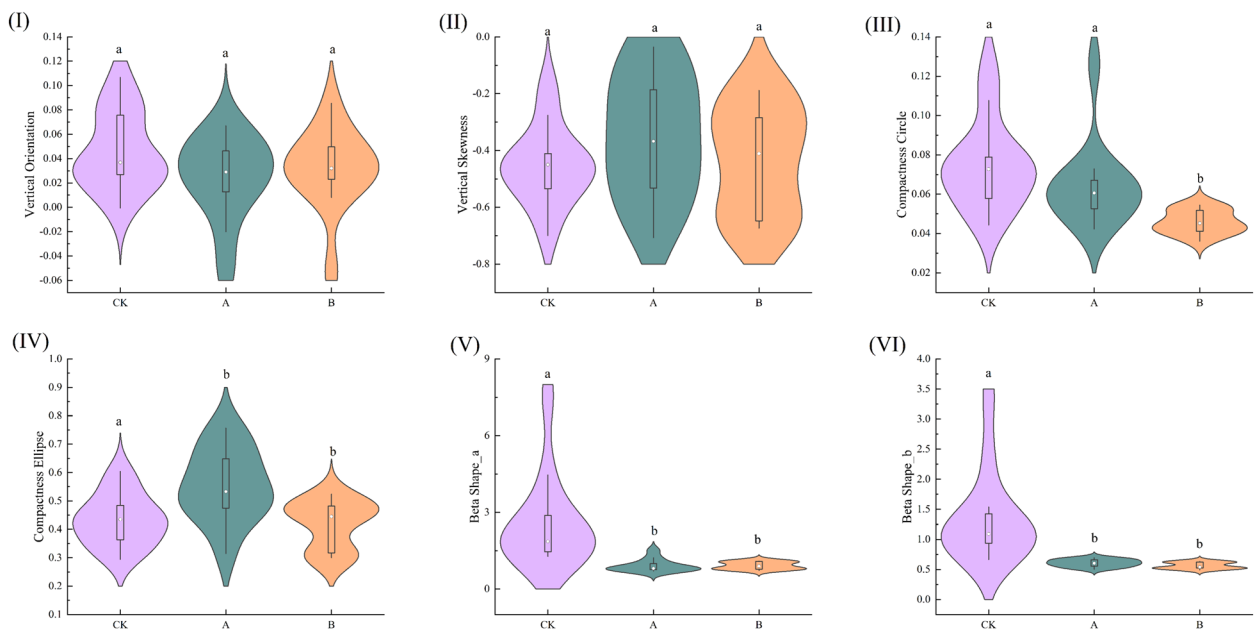 (I)
a
a
a
Vertical Orientation
0.14
0.12
0.10
0.08
0.06
0.04
0.02
0.00
-0.02
-0.04
-0.06
CK
A
B
(II)
a
a
a
Vertical Skewness
0.0
-0.2
-0.4
-0.6
-0.8
CK
A
B
(III)
a
a
b
Compactness Circle
0.14
0.12
0.10
0.08
0.06
0.04
0.02
CK
A
B
(IV)
a
b
b
Compactness Ellipse
1.0
0.9
0.8
0.7
0.6
0.5
0.4
0.3
0.2
0.1
CK
A
B
(V)
a
b
b
Beta Shape_a
9
6
3
0
CK
A
B
(VI)
a
b
b
Beta Shape_b
4.0
3.5
3.0
2.5
2.0
1.5
1.0
0.5
0.0
CK
A
B